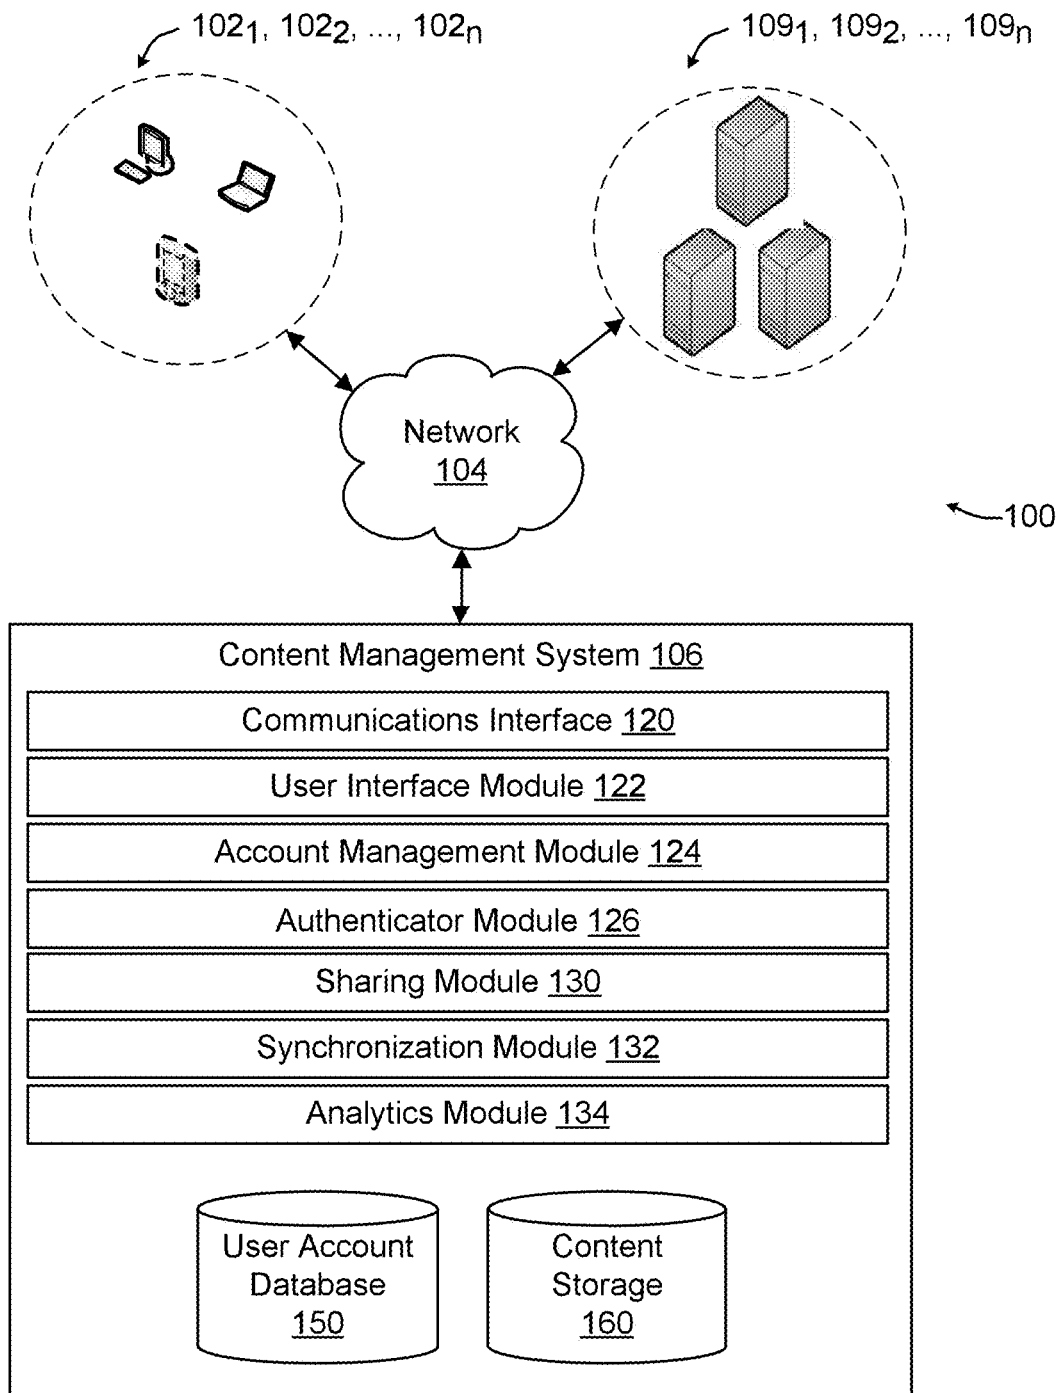 102₁, 102₂, ..., 102ₙ
109₁, 109₂, ..., 109ₙ
Network
104
100
Content Management System 106
Communications Interface 120
User Interface Module 122
Account Management Module 124
Authenticator Module 126
Sharing Module 130
Synchronization Module 132
Analytics Module 134
User Account
Database
150
Content
Storage
160